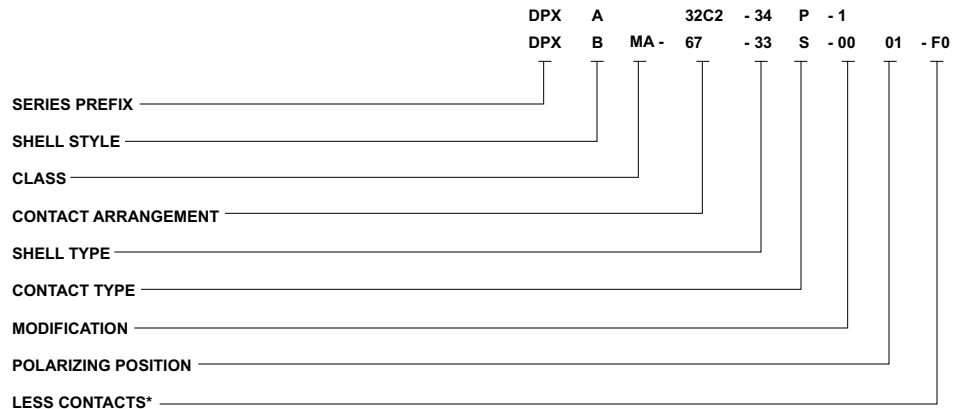 DPX A 32C2 - 34 P - 1
DPX B MA - 67 - 33 S - 00 01 - F0
SERIES PREFIX
SHELL STYLE
CLASS
CONTACT ARRANGEMENT
SHELL TYPE
CONTACT TYPE
MODIFICATION
POLARIZING POSITION
LESS CONTACTS*